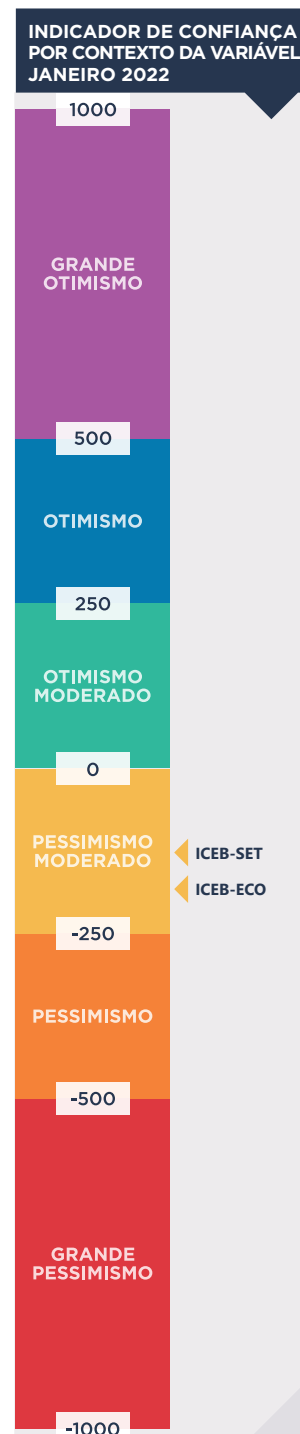 INDICADOR DE CONFIANÇA
POR CONTEXTO DA VARIÁVEL
JANEIRO 2022
1000
GRANDE
OTIMISMO
500
OTIMISMO
250
OTIMISMO
MODERADO
0
PESSIMISMO
MODERADO
ICEB-SET
ICEB-ECO
-250
PESSIMISMO
-500
GRANDE
PESSIMISMO
-1000